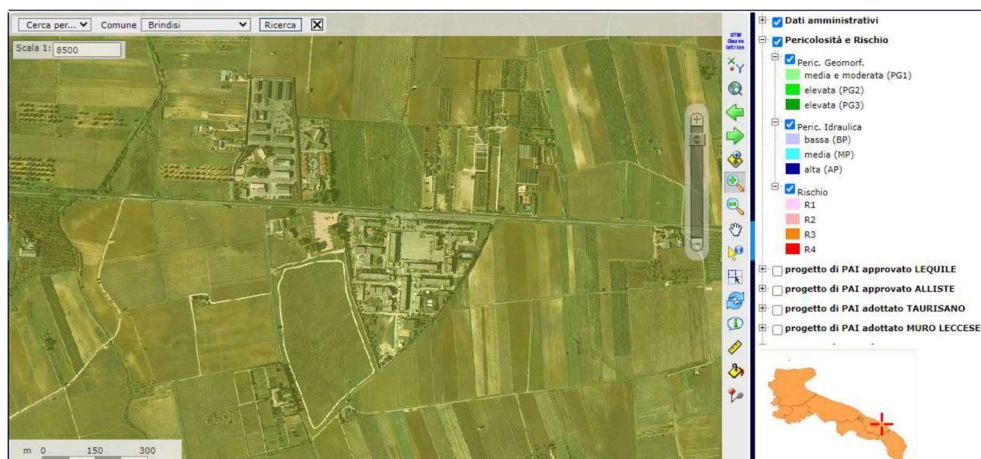 Cerca per... Comune Brindisi Ricerca
Scala 1: 8500
m 0 150 300
X
Y
Dati amministrativi
Pericolosità e Rischio
Peric. Geomorf.
media e moderata (PG1)
elevata (PG2)
elevata (PG3)
Peric. Idraulica
bassa (BP)
media (MP)
alta (AP)
Rischio
R1
R2
R3
R4
progetto di PAI approvato LEQUILE
progetto di PAI approvato ALLISTE
progetto di PAI adottato TAURISANO
progetto di PAI adottato MURO LECCESE